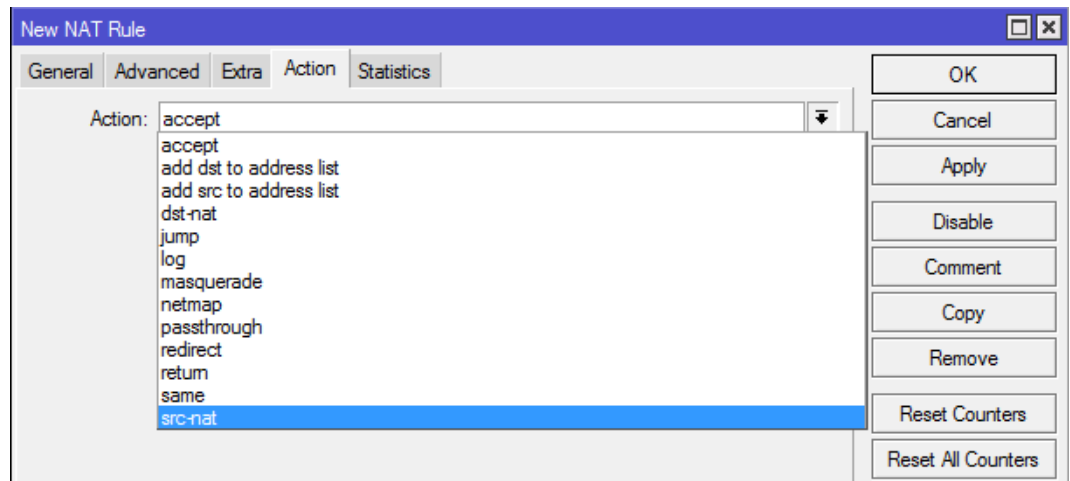 New NAT Rule
General Advanced Extra Action Statistics
Action: accept
accept
add dst to address list
add src to address list
dst-nat
jump
log
masquerade
netmap
passthrough
redirect
return
same
src-nat
OK
Cancel
Apply
Disable
Comment
Copy
Remove
Reset Counters
Reset All Counters